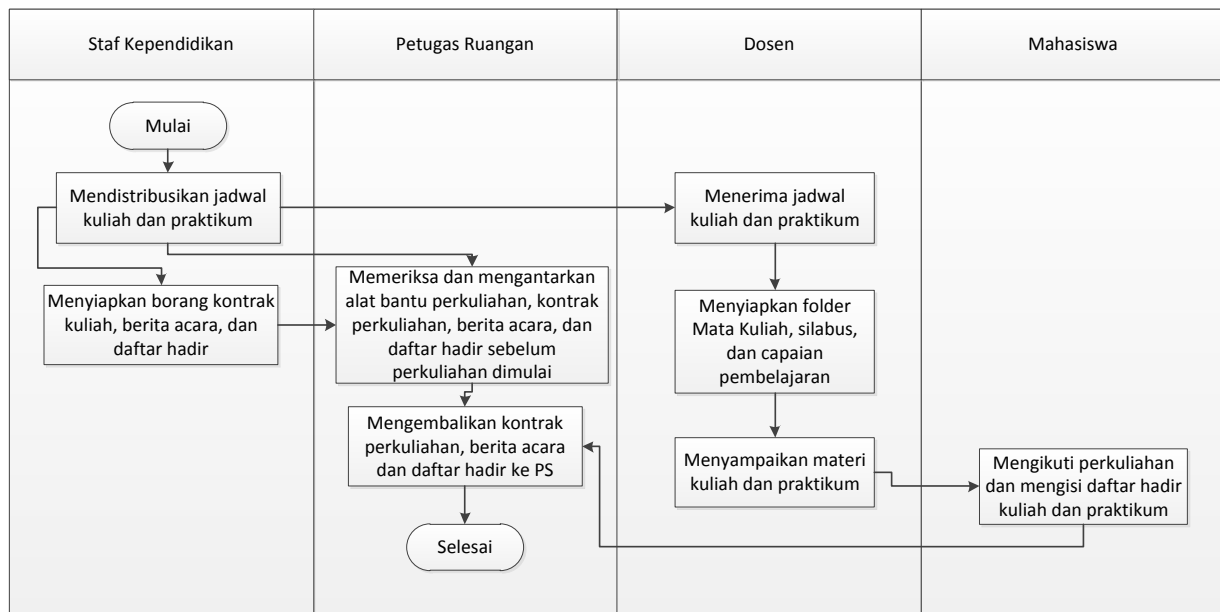 Staf Kependidikan
Petugas Ruangan
Dosen
Mahasiswa
Mulai
Mendistribusikan jadwal
kuliah dan praktikum
Menerima jadwal
kuliah dan praktikum
Menyiapkan borang kontrak
kuliah, berita acara, dan
daftar hadir
Memeriksa dan mengantarkan
alat bantu perkuliahan, kontrak
perkuliahan, berita acara, dan
daftar hadir sebelum
perkuliahan dimulai
Menyiapkan folder
Mata Kuliah, silabus,
dan capaian
pembelajaran
Mengembalikan kontrak
perkuliahan, berita acara
dan daftar hadir ke PS
Menyampaikan materi
kuliah dan praktikum
Mengikuti perkuliahan
dan mengisi daftar hadir
kuliah dan praktikum
Selesai